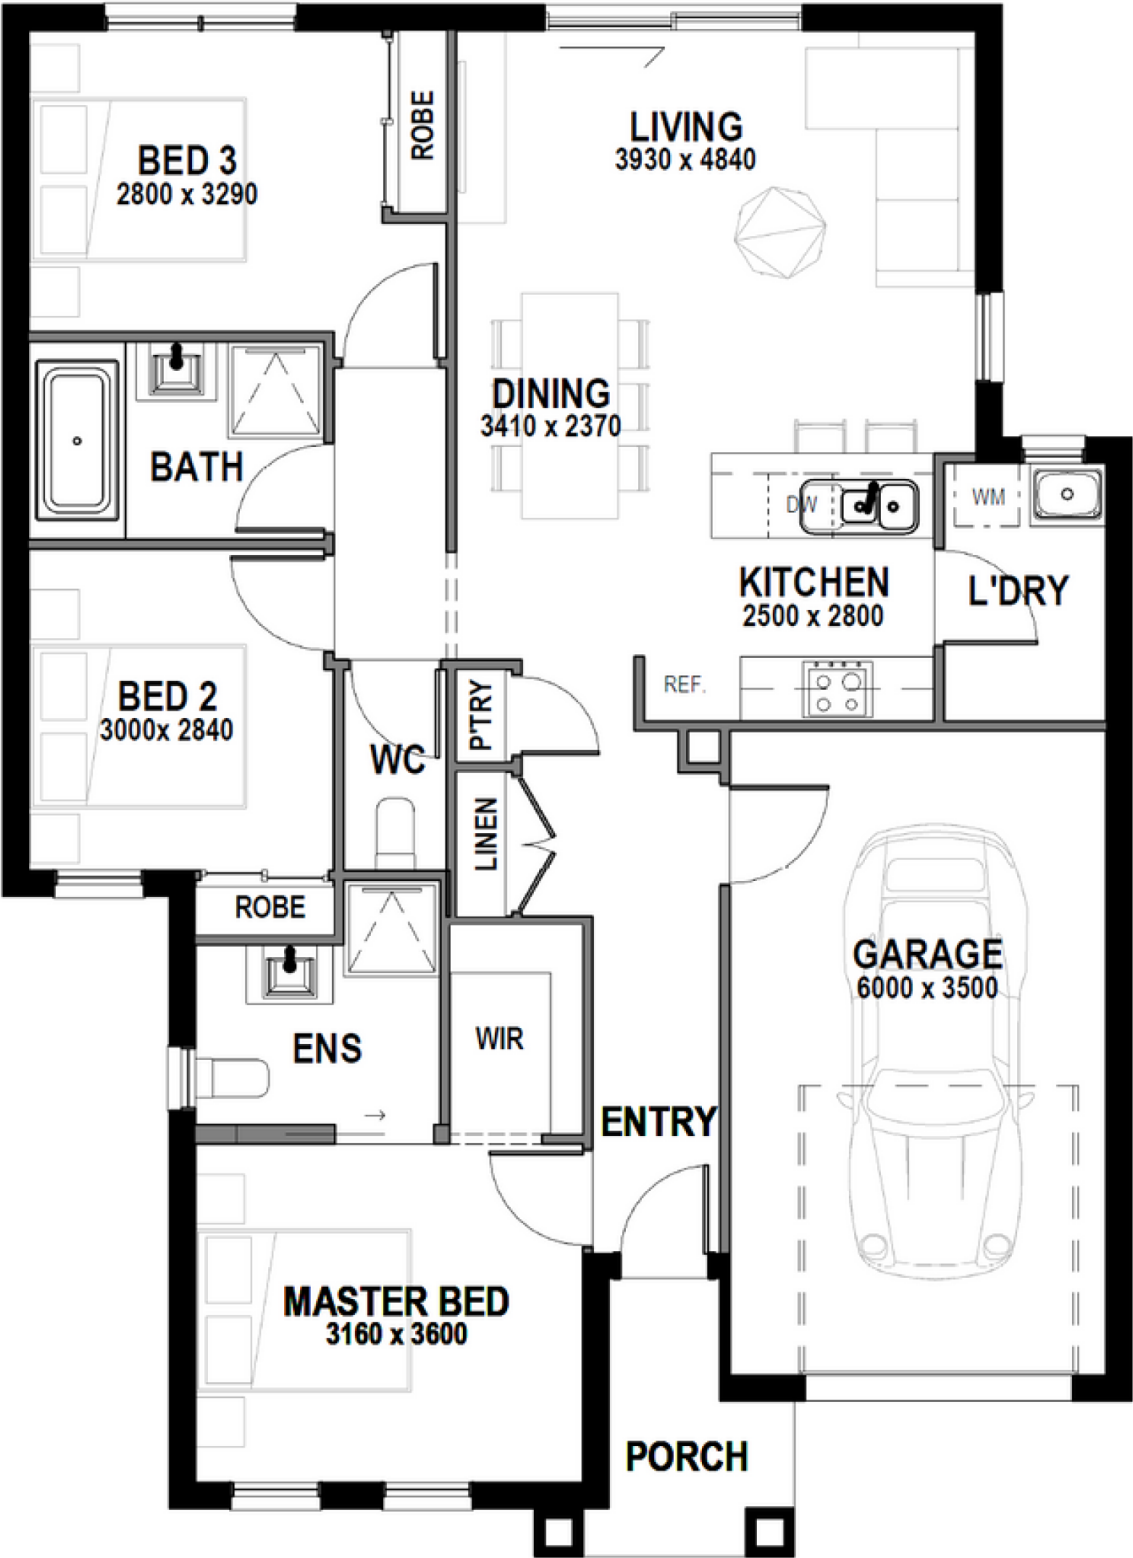 BED 3
2800 x 3290
ROBE
LIVING
3930 x 4840
DINING
3410 x 2370
BATH
DW
WM
KITCHEN
2500 x 2800
L'DRY
BED 2
3000x 2840
REF.
P'TRY
WC
LINEN
ROBE
GARAGE
6000 x 3500
WIR
ENS
ENTRY
MASTER BED
3160 x 3600
PORCH